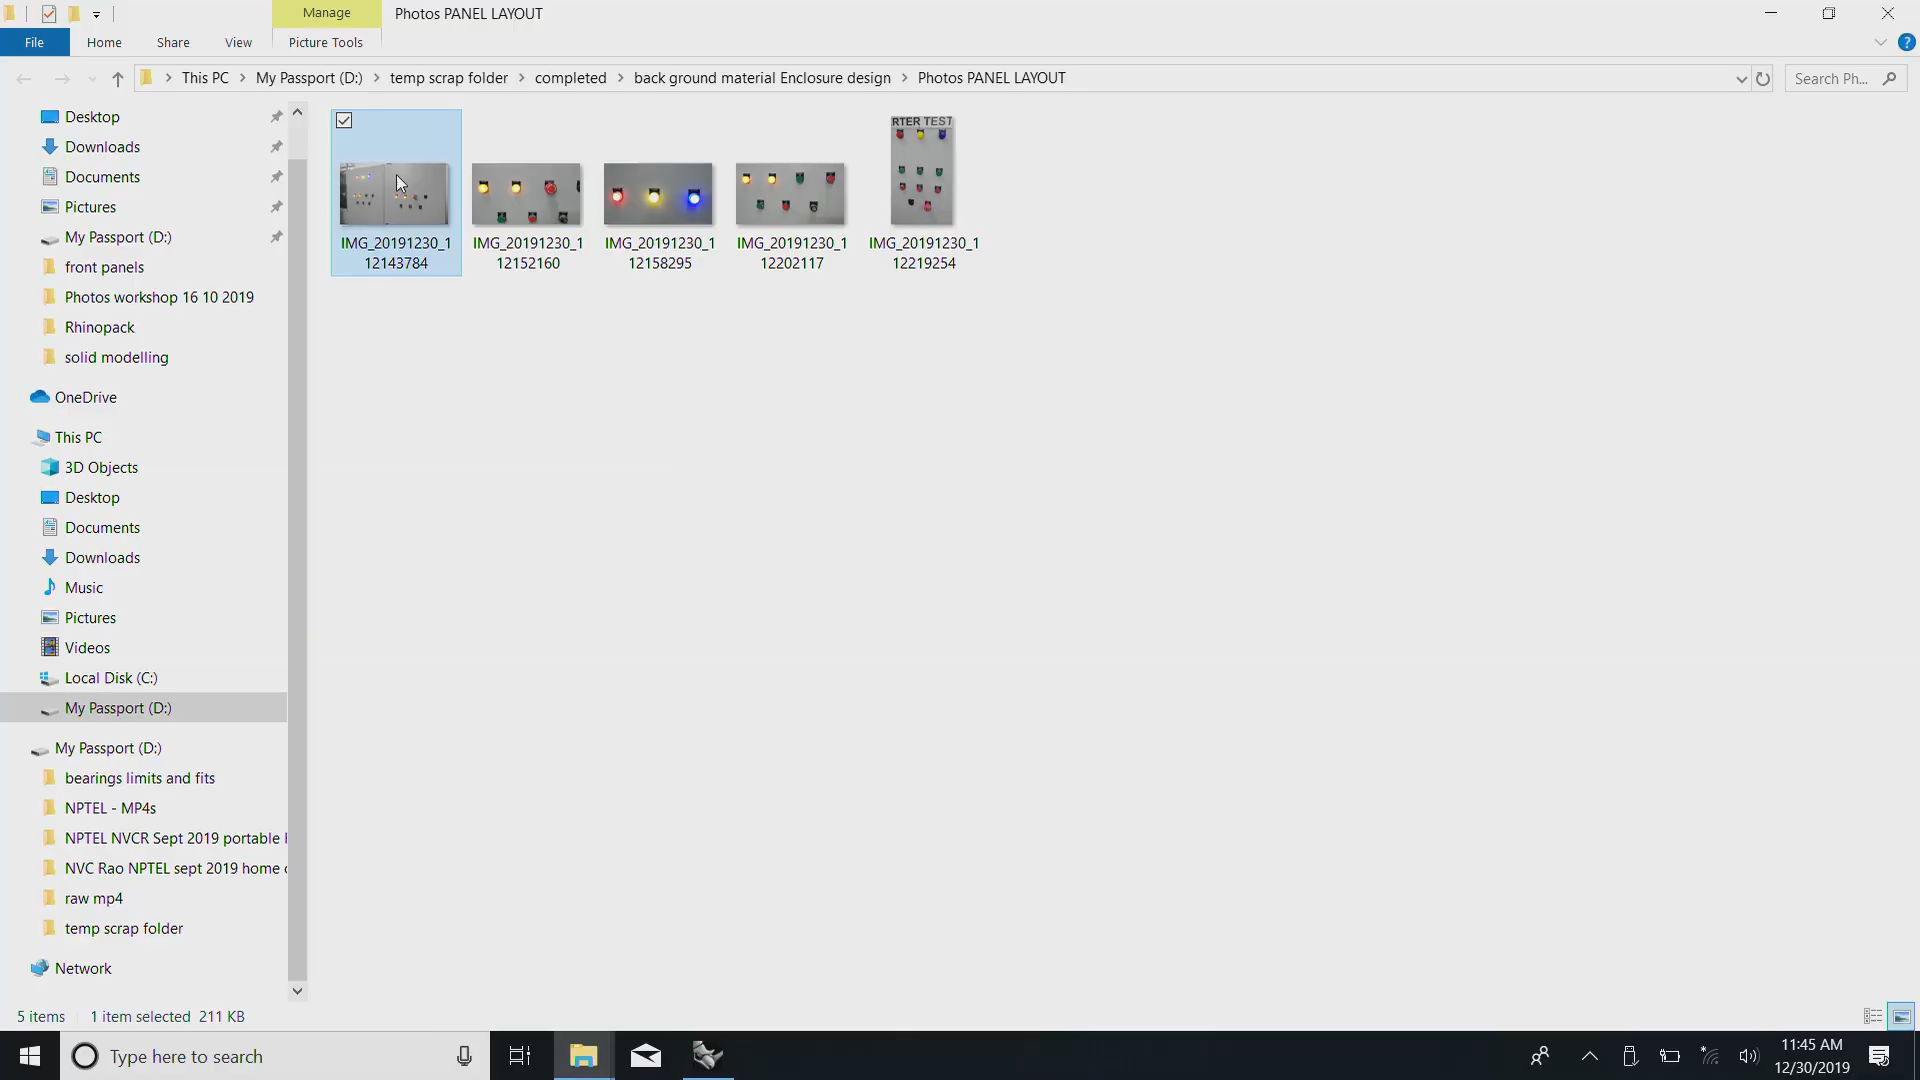 Manage
Photos PANEL LAYOUT
File
Home
Share
View
Picture Tools
This PC
My Passport (D:)
temp scrap folder
completed
back ground material Enclosure design
Photos PANEL LAYOUT
Search Ph...
Desktop
Downloads
Documents
Pictures
My Passport (D:)
front panels
Photos workshop 16 10 2019
Rhinopack
solid modelling
OneDrive
This PC
3D Objects
Desktop
Documents
Downloads
Music
Pictures
Videos
Local Disk (C:)
My Passport (D:)
My Passport (D:)
bearings limits and fits
NPTEL - MP4s
NPTEL NVCR Sept 2019 portable
NVC Rao NPTEL sept 2019 home
raw mp4
temp scrap folder
Network
RTER TEST
IMG_20191230_1
12143784
IMG_20191230_1
12152160
IMG_20191230_1
12158295
IMG_20191230_1
12202117
IMG_20191230_1
12219254
5 items
1 item selected 211 KB
Type here to search
11:45 AM
12/30/2019